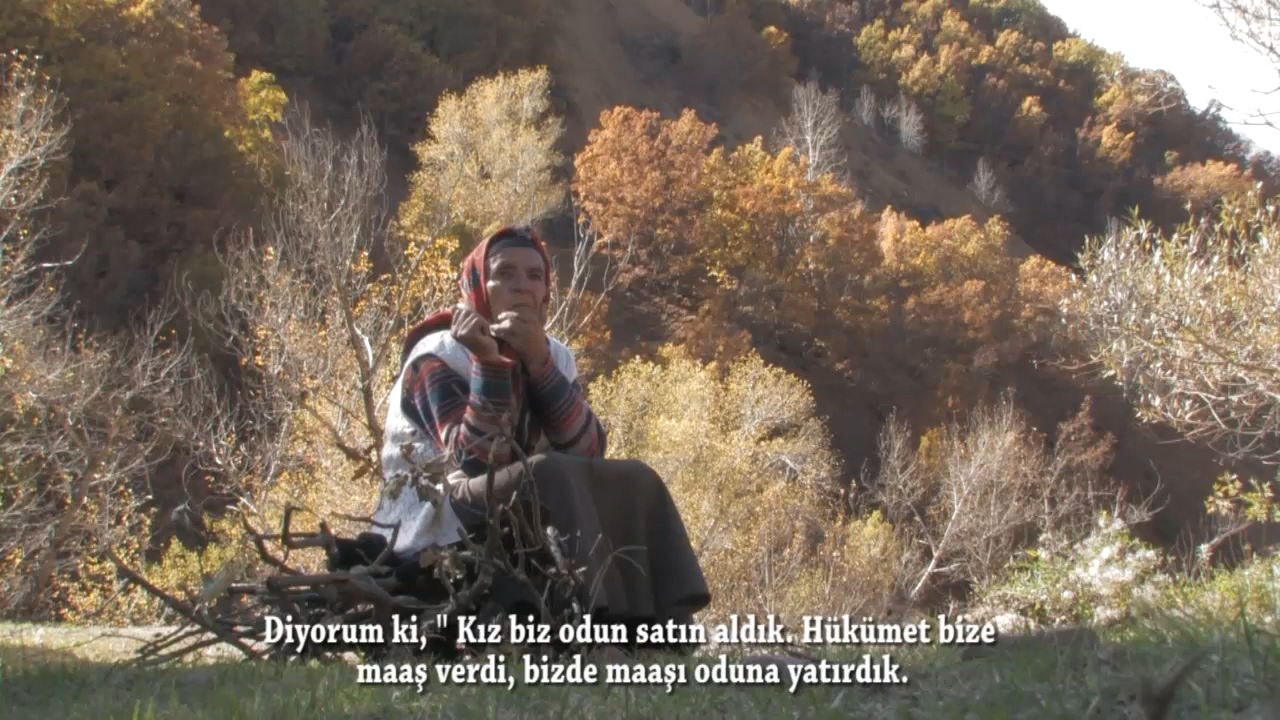 Diyorum ki, " Kız biz odun satın aldık. Hükümet bize
maaş verdi, bizde maaşı oduna yatırdık.